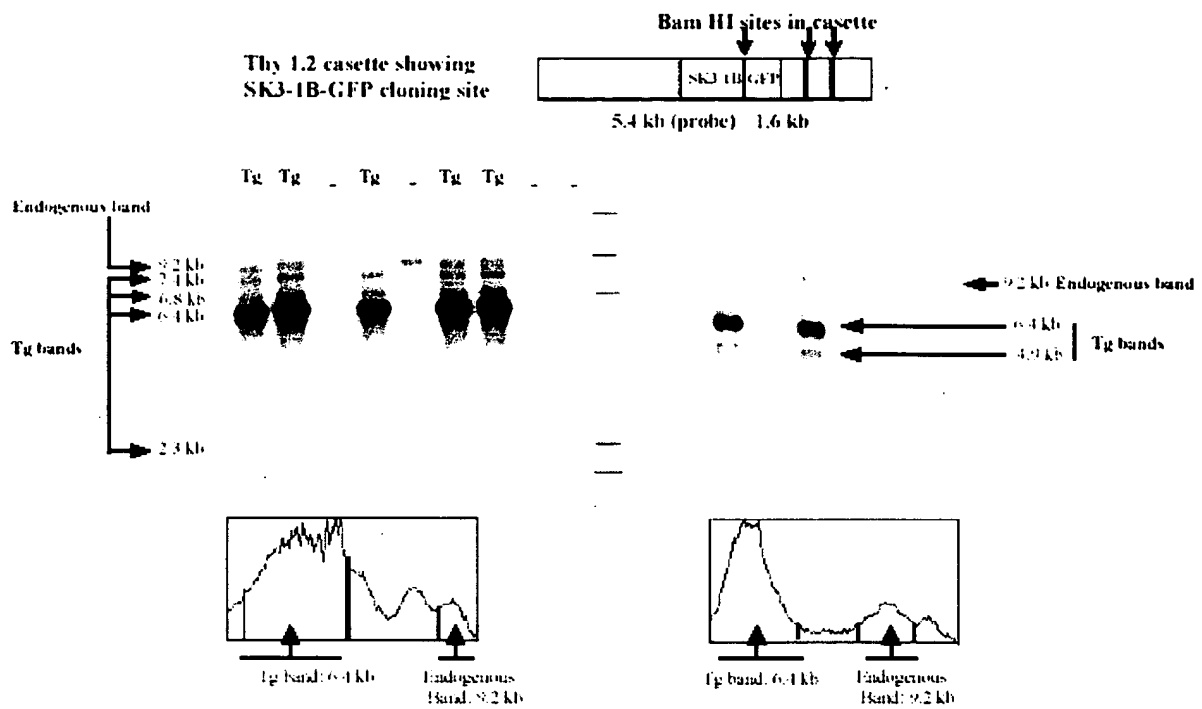 Bam HI sites in casette
Thy 1.2 casette showing
SK3-1B-GFP cloning site
SK3-1B-GFP
5.4 kb (probe) 1.6 kb
Tg Tg - Tg - Tg Tg - -
Endogenous band
9.2 kb
7.4 kb
6.8 kb
6.4 kb
Tg bands
2.3 kb
9.2 kb Endogenous band
6.4 kb
4.9 kb
Tg bands
Tg band: 6.4 kb
Endogenous
Band: 9.2 kb
Tg band: 6.4 kb
Endogenous
Band: 9.2 kb